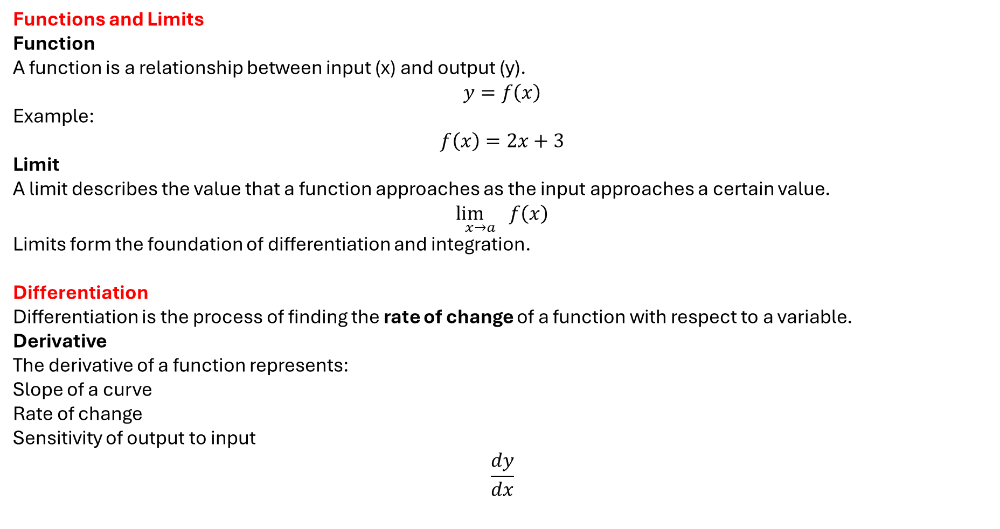 Functions and Limits
Function
A function is a relationship between input (x) and output (y).
y = f(x)
Example:
f(x) = 2x + 3
Limit
A limit describes the value that a function approaches as the input approaches a certain value.
lim f(x)
x→a
Limits form the foundation of differentiation and integration.
Differentiation
Differentiation is the process of finding the rate of change of a function with respect to a variable.
Derivative
The derivative of a function represents:
Slope of a curve
Rate of change
Sensitivity of output to input
dy
dx